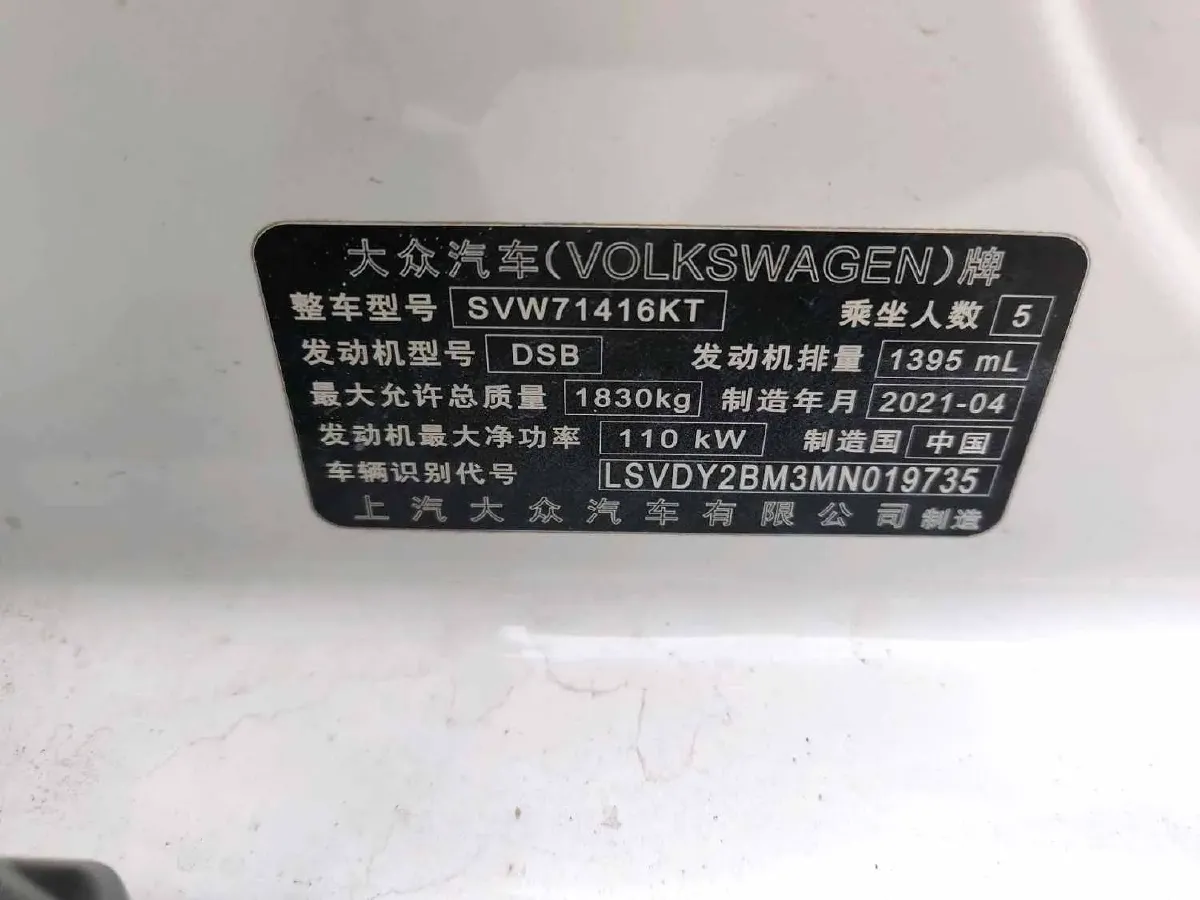 大众汽车(VOLKSWAGEN)牌
整车型号 SVW71416KT 乘坐人数 5
发动机型号 DSB 发动机排量 1395 mL
最大允许总质量 1830kg 制造年月 2021-04
发动机最大净功率 110 kW 制造国 中国
车辆识别代号 LSVDY2BM3MN019735
上汽大众汽车有限公司 制造